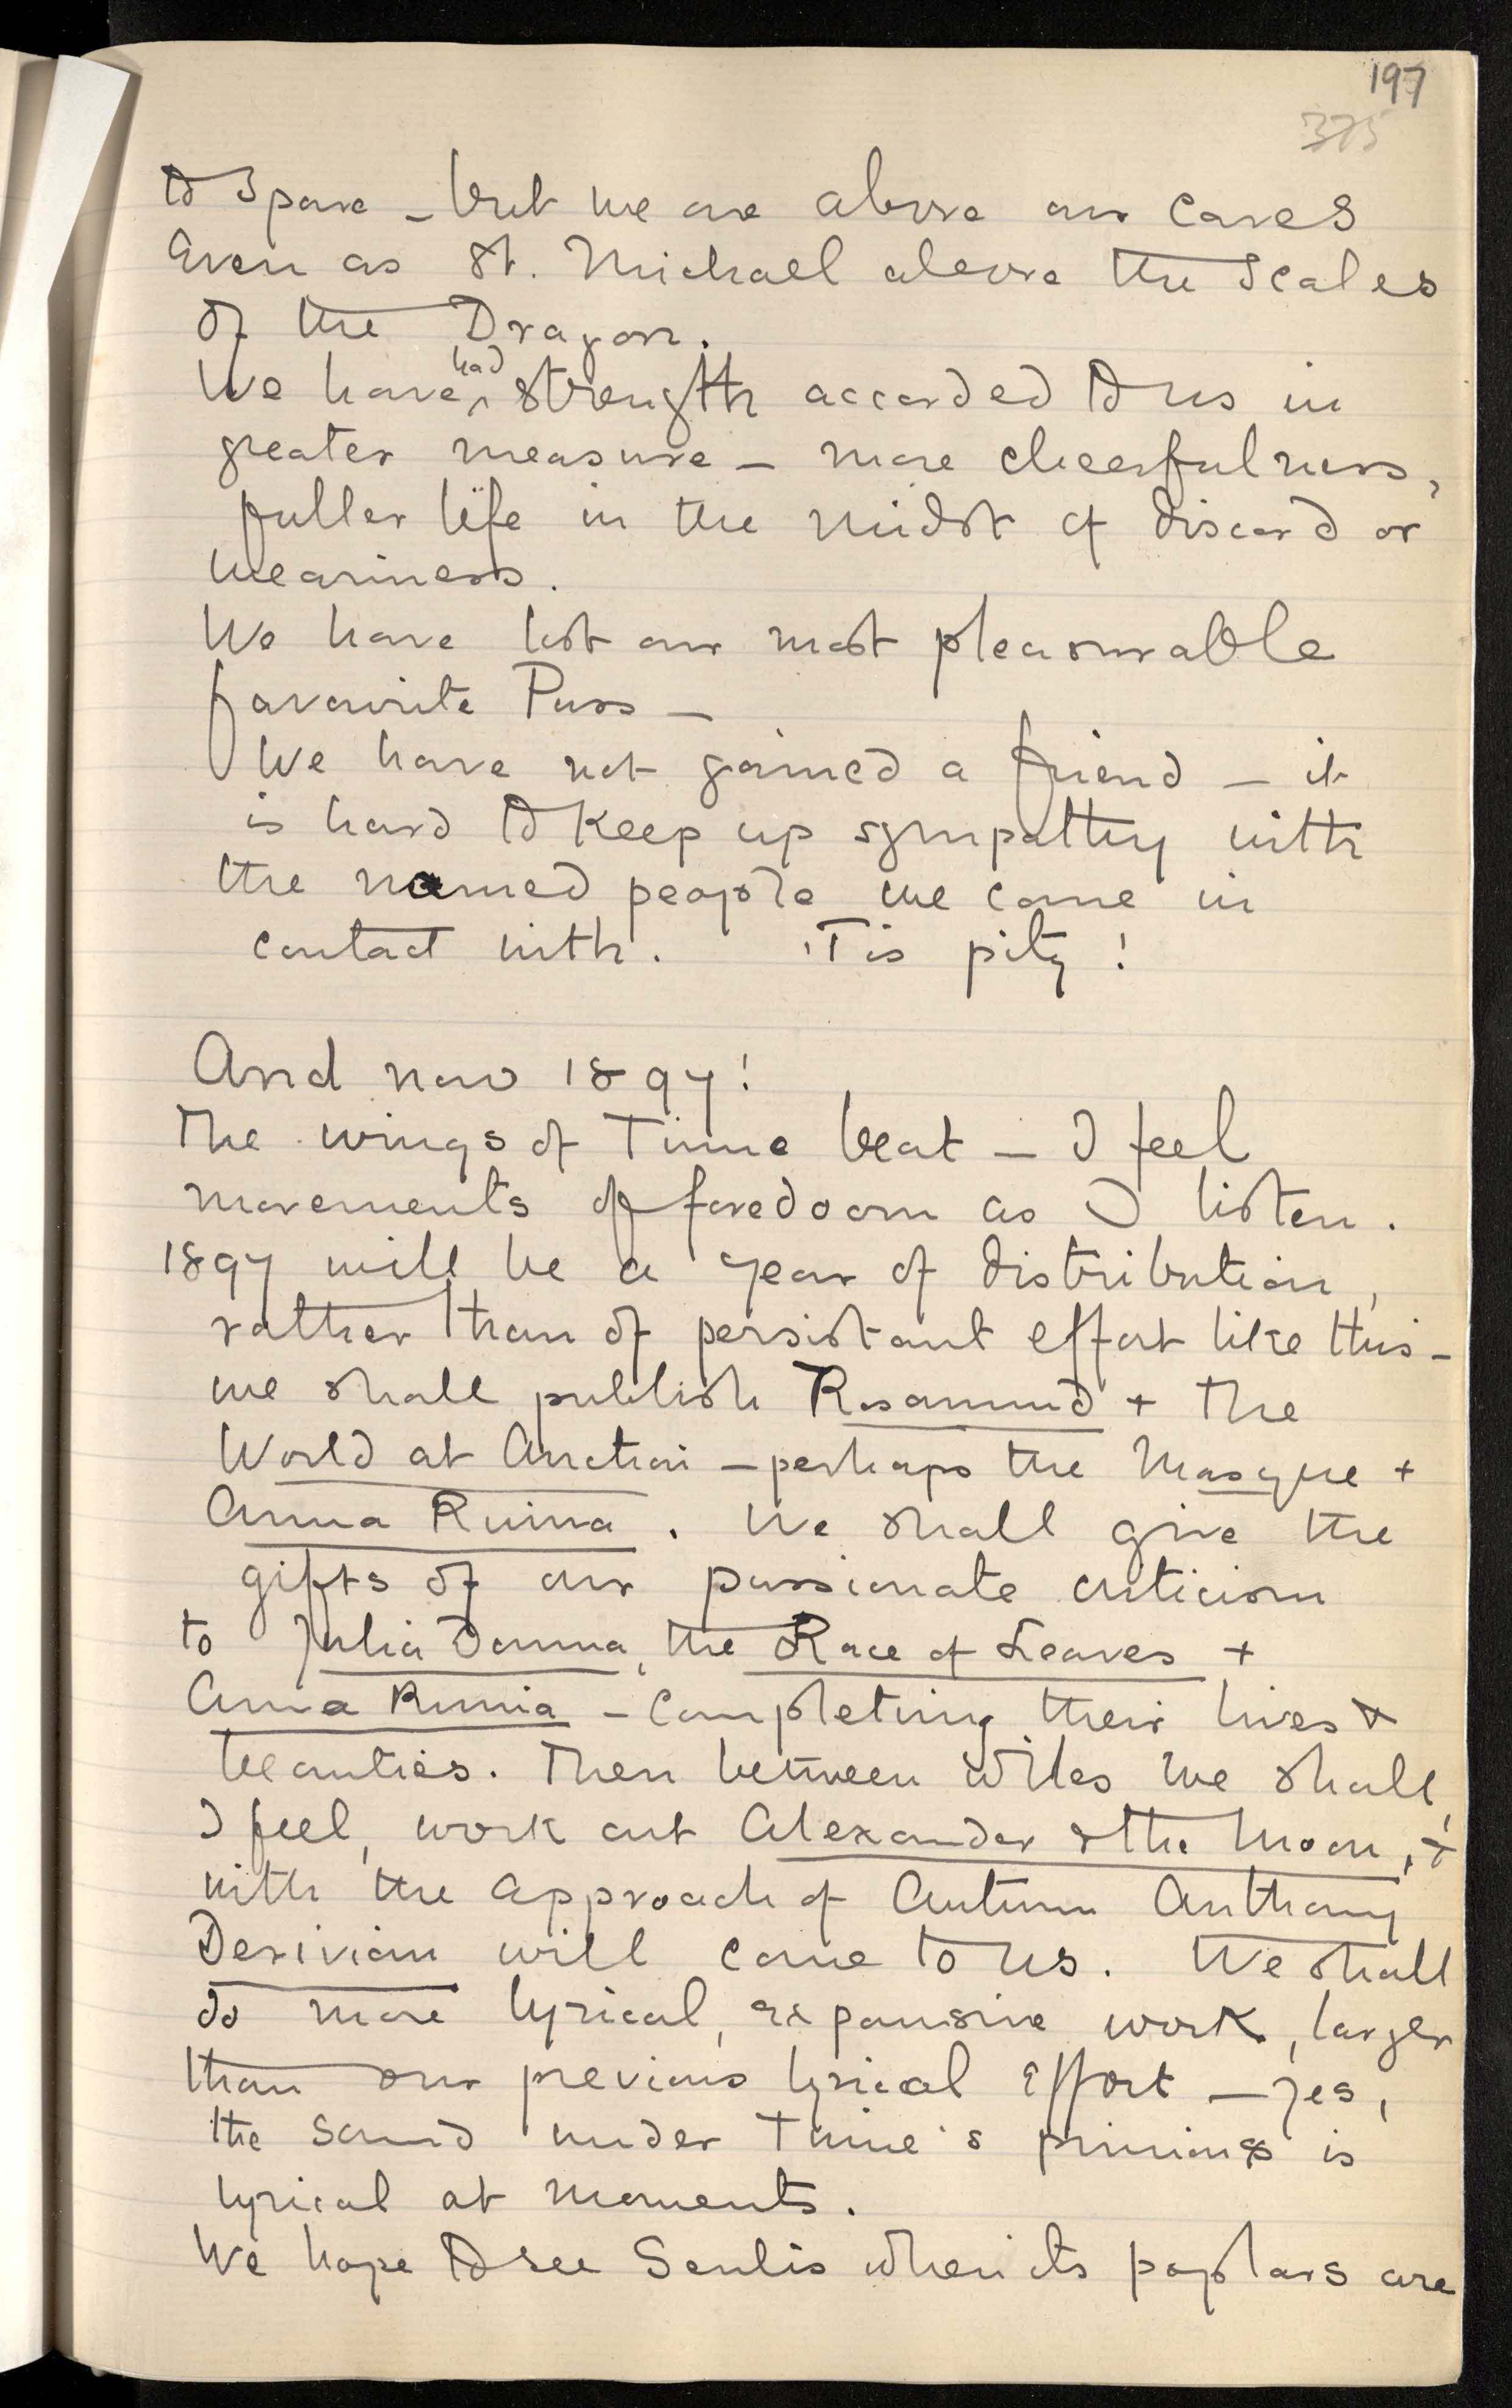 197
375
to spare – but we are above our cares
even as St. Michael above the Scales
of the Dragon.
We have had strength accorded to us in
greater measure – more cheerfulness,
fuller life in the midst of discord or
weariness.
We have lost our most pleasurable
favourite Puss –
We have not gained a friend – it
is hard to keep up sympathy with
the named people we come in
contact with. 'Tis pity!
And now 1897!
The wings of Time beat – I feel
movements of foredoom as I listen.
1897 will be a year of distribution,
rather than of persistant effort like this –
we shall publish Rosamund + The
World at Auction – perhaps the Masque +
Anna Ruina. We shall give the
gifts of our passionate criticism
to Julia Domna, the Race of Leaves +
Anna Ruinia – completing their lives &
beauties. Then between whiles we shall,
I feel, work out Alexander & the Moon, +
with the approach of Autumn Anthony
Derivian will come to us. We shall
do more lyrical, expansive work, larger
than our previous lyrical effort – yes,
the sound under Time's pinions is
lyrical at moments.
We hope to see Senlis when its poplars are